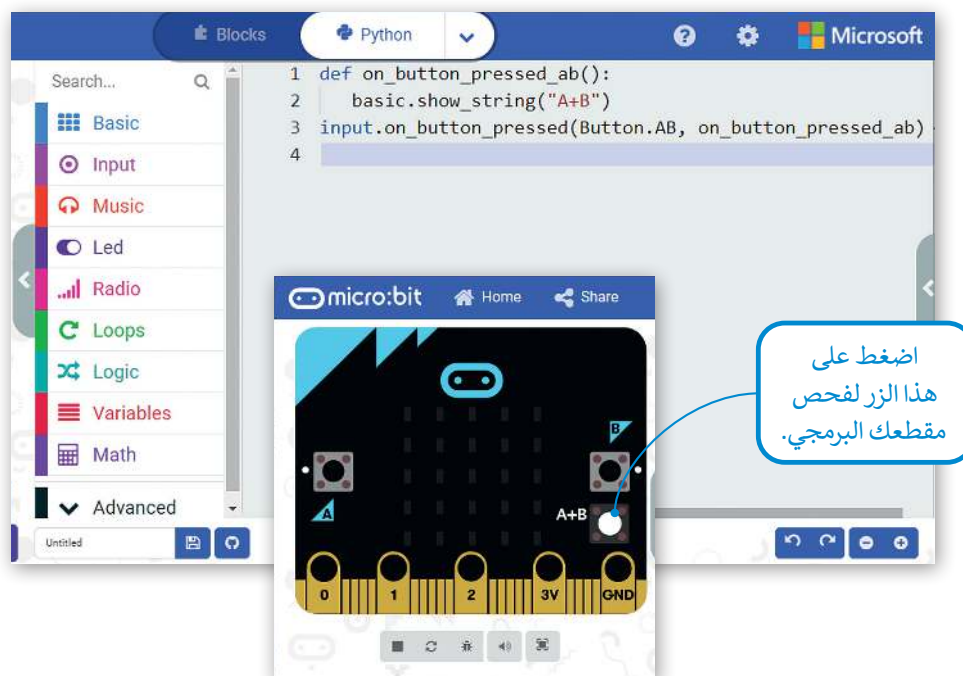 Blocks
Python
Microsoft
Search...
Basic
Input
Music
Led
Radio
Loops
Logic
Variables
Math
Advanced
Untitled
1 def on_button_pressed_ab():
2 basic.show_string("A+B")
3 input.on_button_pressed(Button.AB, on_button_pressed_ab)
4
micro:bit
Home
Share
B
A
A+B
0 1 2 3V GND
اضغط على
هذا الزر لفحص
مقطعك البرمجي.